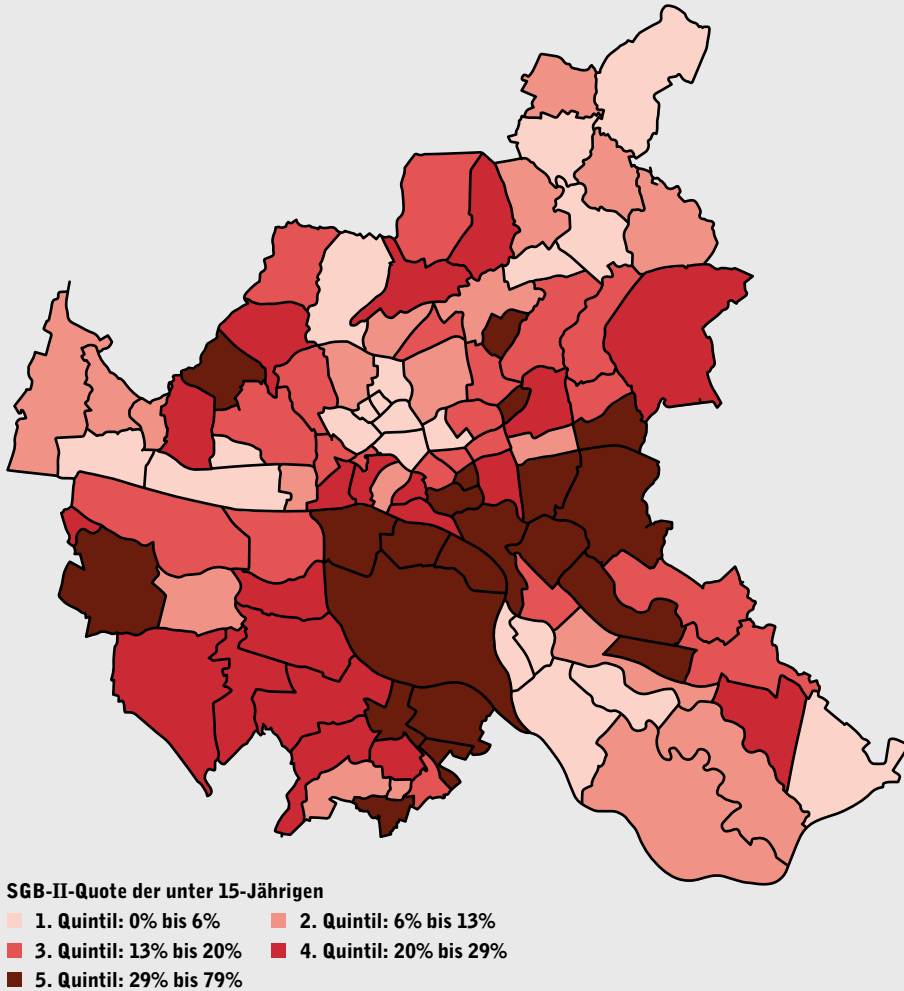 SGB-II-Quote der unter 15-Jährigen
1. Quintil: 0% bis 6% 2. Quintil: 6% bis 13%
3. Quintil: 13% bis 20% 4. Quintil: 20% bis 29%
5. Quintil: 29% bis 79%